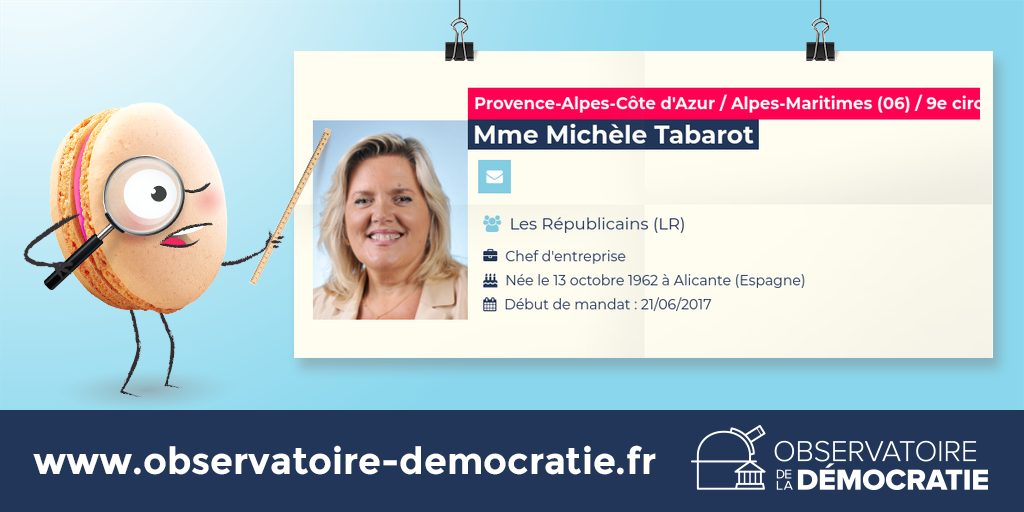 Provence-Alpes-Côte d'Azur / Alpes-Maritimes (06) / 9e circ
Mme Michèle Tabarot
Les Républicains (LR)
Chef d'entreprise
Née le 13 octobre 1962 à Alicante (Espagne)
Début de mandat : 21/06/2017
www.observatoire-democratie.fr
OBSERVATOIRE
DE LA DÉMOCRATIE